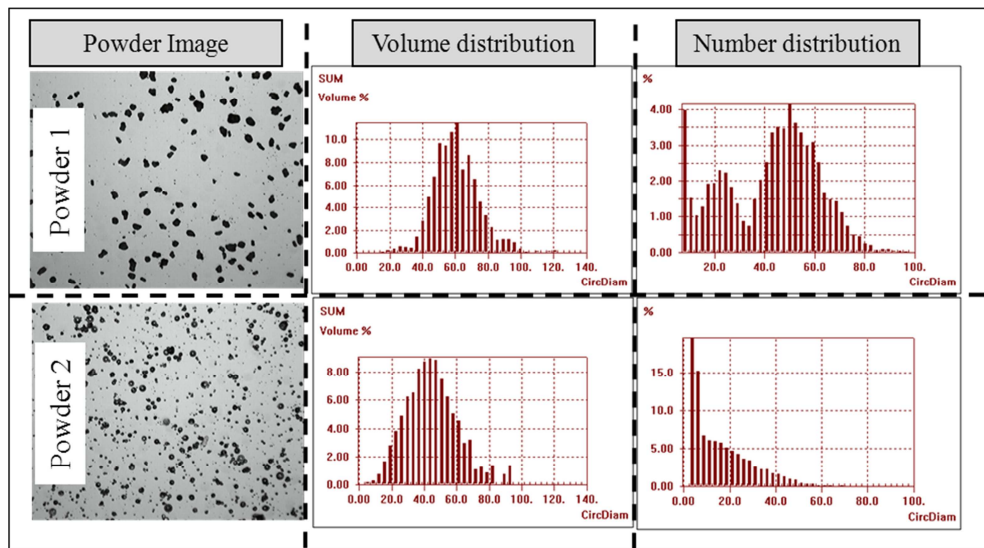 Powder Image
Volume distribution
Number distribution
Powder 1
SUM
Volume %
10.0
8.00
6.00
4.00
2.00
0.00
0.00 20.0 40.0 60.0 80.0 100. 120. 140.
CircDiam
%
4.00
3.00
2.00
1.00
0.00
20.0 40.0 60.0 80.0 100.
CircDiam
Powder 2
SUM
Volume %
8.00
6.00
4.00
2.00
0.00
0.00 20.0 40.0 60.0 80.0 100. 120. 140.
CircDiam
%
15.0
10.0
5.00
0.00
0.00 20.0 40.0 60.0 80.0 100.
CircDiam